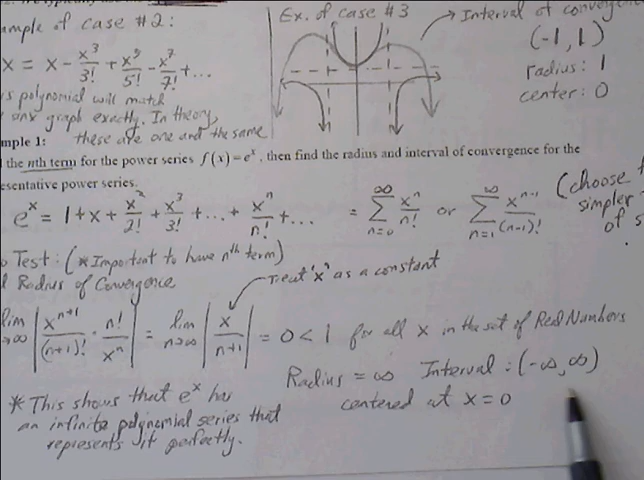 ample of case #2:
Ex. of case #3
Interval of converge
(-1, 1)
radius: 1
center: 0
x = x - x³/3! + x⁵/5! - x⁷/7! + ...
s polynomial will match
sinx graph exactly. In theory,
these are one and the same
mple 1:
the nth term for the power series f(x) = eˣ, then find the radius and interval of convergence for the
esentative power series.
eˣ = 1 + x + x²/2! + x³/3! + ... + xⁿ/n! + ... = ∑ n=0 ∞ xⁿ/n! or ∑ n=1 ∞ xⁿ⁻¹/(n-1)!
(choose
simpler
of s
o Test: (*Important to have nth term)
d Radius of Convergence
Treat "x" as a constant
lim →∞ |xⁿ⁺¹/(n+1)! · n!/xⁿ| = lim n→∞ |x/n+1| = 0 < 1 for all x in the set of Real Numbers
Radius = ∞ Interval: (-∞, ∞)
centered at x = 0
* This shows that eˣ has
an infinite polynomial series that
represents it perfectly.